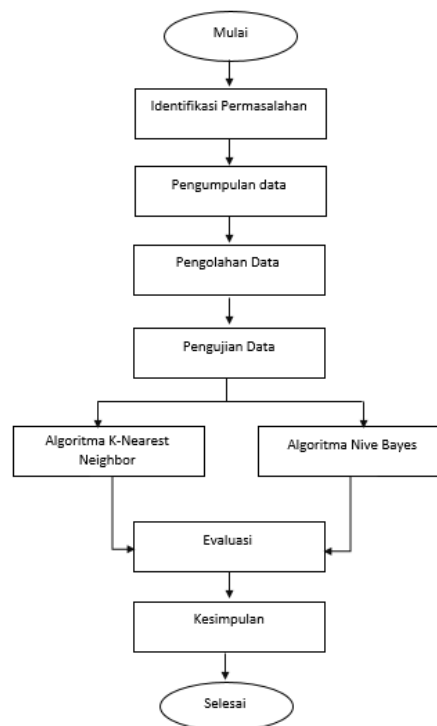 Mulai
Identifikasi Permasalahan
Pengumpulan data
Pengolahan Data
Pengujian Data
Algoritma K-Nearest
Neighbor
Algoritma Nive Bayes
Evaluasi
Kesimpulan
Selesai